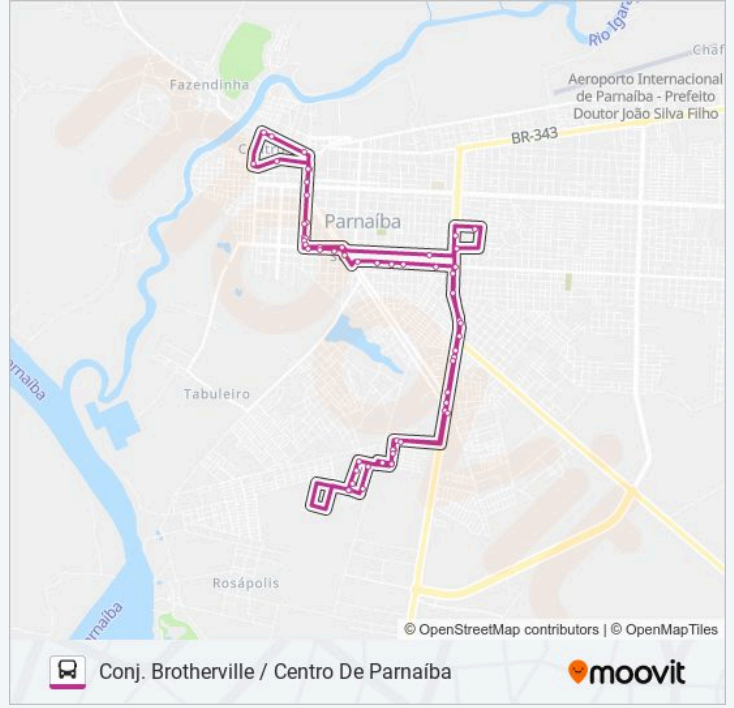 Rio Igara
Cháf
Fazendinha
Aeroporto Internacional
de Parnaíba - Prefeito
Doutor João Silva Filho
BR-343
Parnaíba
arnaíba
Tabuleiro
Rosápolis
arnaíba
© OpenStreetMap contributors | © OpenMapTiles
Conj. Brotherville / Centro De Parnaíba
moovit